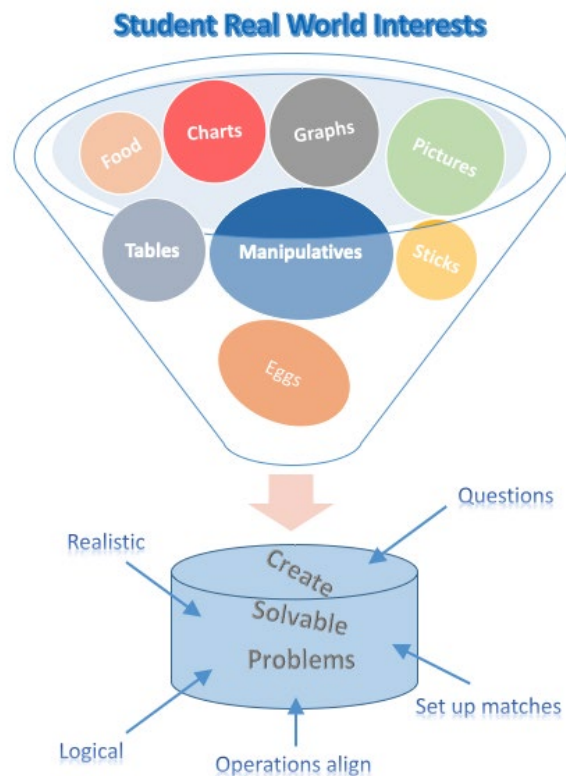 Student Real World Interests
Food
Charts
Graphs
Pictures
Tables
Manipulatives
Sticks
Eggs
Questions
Realistic
Create
Solvable
Problems
Set up matches
Logical
Operations align